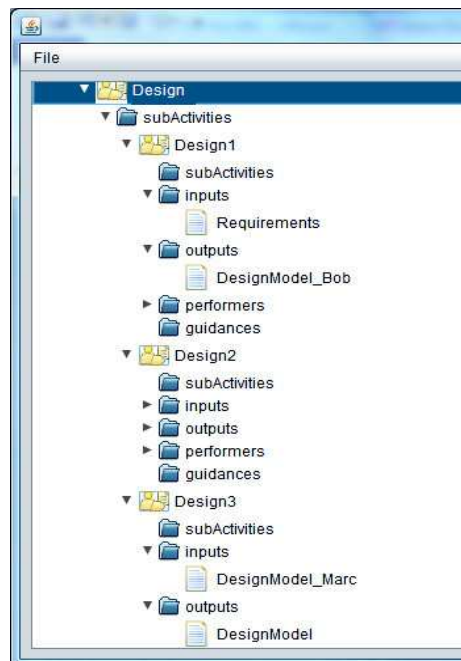 File
Design
subActivities
Design1
subActivities
inputs
Requirements
outputs
DesignModel_Bob
performers
guidances
Design2
subActivities
inputs
outputs
performers
guidances
Design3
subActivities
inputs
DesignModel_Marc
outputs
DesignModel